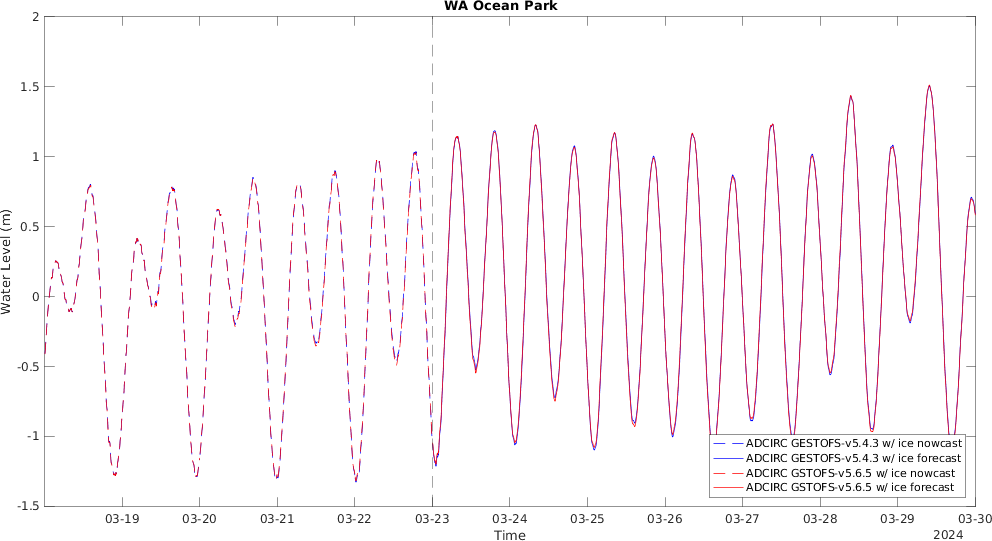 WA Ocean Park
2
1.5
1
0.5
0
-0.5
-1
-1.5
Water Level (m)
03-19 03-20 03-21 03-22 03-23 03-24 03-25 03-26 03-27 03-28 03-29 03-30
Time
2024
ADCIRC GESTOFS-v5.4.3 w/ ice nowcast
ADCIRC GESTOFS-v5.4.3 w/ ice forecast
ADCIRC GSTOFS-v5.6.5 w/ ice nowcast
ADCIRC GSTOFS-v5.6.5 w/ ice forecast